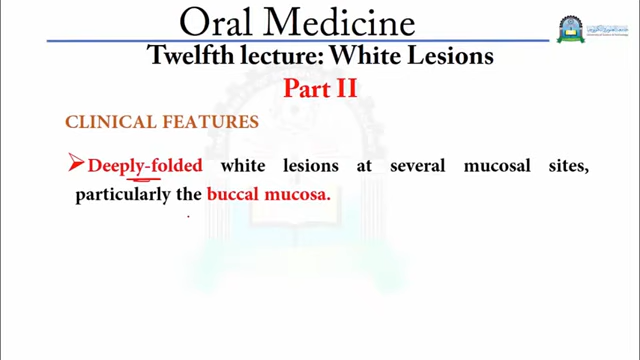 Oral Medicine
Twelfth lecture: White Lesions
Part II
CLINICAL FEATURES
Deeply-folded white lesions at several mucosal sites,
particularly the buccal mucosa.